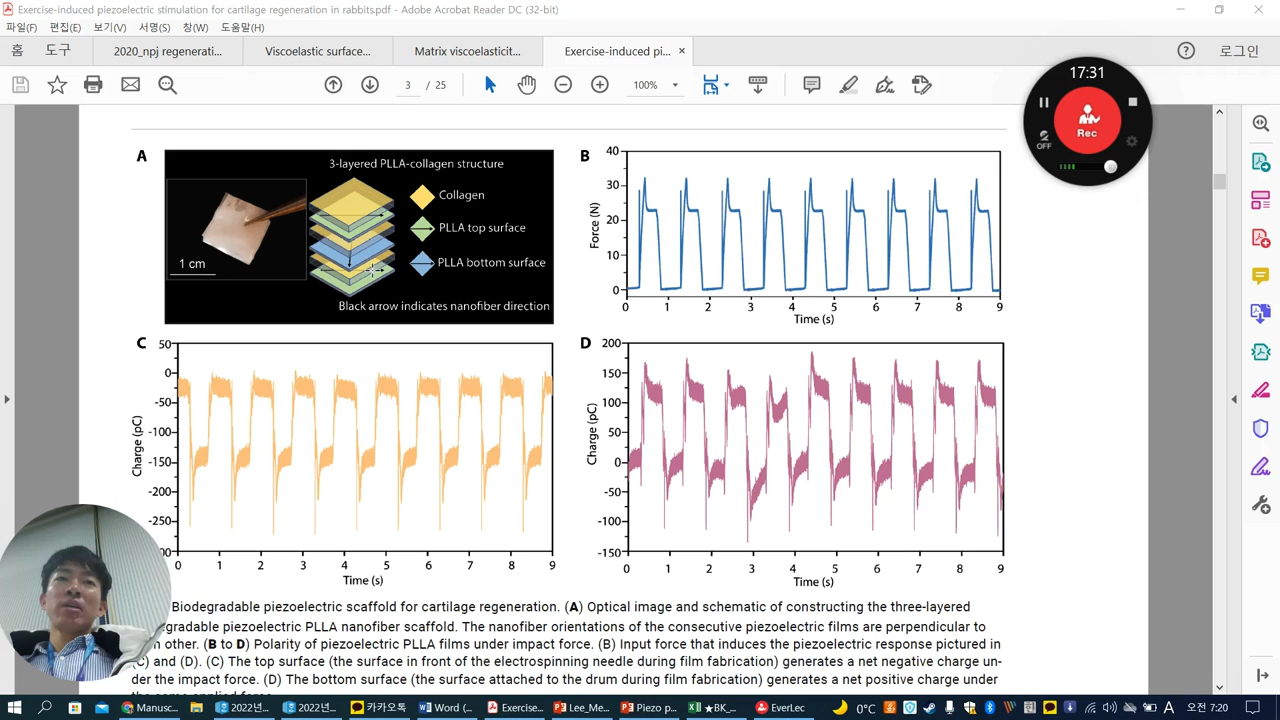 Exercise-induced piezoelectric stimulation for cartilage regeneration in rabbits.pdf - Adobe Acrobat Reader DC (32-bit)
파일(F) 편집(E) 보기(V) 서명(S) 창(W) 도움말(H)
홈 도구 2020_npj regenerati... Viscoelastic surface... Matrix viscoelasticit... Exercise-induced pi... × 로그인
3 / 25 100%
17:31
Rec
OFF
A
3-layered PLLA-collagen structure
Collagen
PLLA top surface
PLLA bottom surface
1 cm
Black arrow indicates nanofiber direction
B
40
30
20
10
0
Force (N)
0 1 2 3 4 5 6 7 8 9
Time (s)
C
50
0
-50
-100
-150
-200
-250
Charge (pC)
0 1 2 3 4 5 6 7 8 9
Time (s)
D
200
150
100
50
0
-50
-100
-150
Charge (pC)
0 1 2 3 4 5 6 7 8 9
Time (s)
Biodegradable piezoelectric scaffold for cartilage regeneration. (A) Optical image and schematic of constructing the three-layered
piezoelectric PLLA nanofiber scaffold. The nanofiber orientations of the consecutive piezoelectric films are perpendicular to
other. (B to D) Polarity of piezoelectric PLLA films under impact force. (B) Input force that induces the piezoelectric response pictured in
(C) and (D). (C) The top surface (the surface in front of the electrospinning needle during film fabrication) generates a net negative charge un-
der the impact force. (D) The bottom surface (the surface attached to the drum during film fabrication) generates a net positive charge under
the same applied force.
Manusc... 2022년... 2022년... 카카오톡 Word (... Exercise... Lee_Me... Piezo p... ★BK_... EverLec 0°C A 오전 7:20